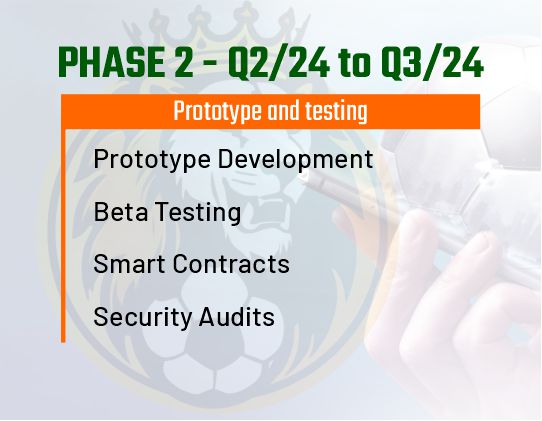 PHASE 2 - Q2/24 to Q3/24
Prototype and testing
Prototype Development
Beta Testing
Smart Contracts
Security Audits